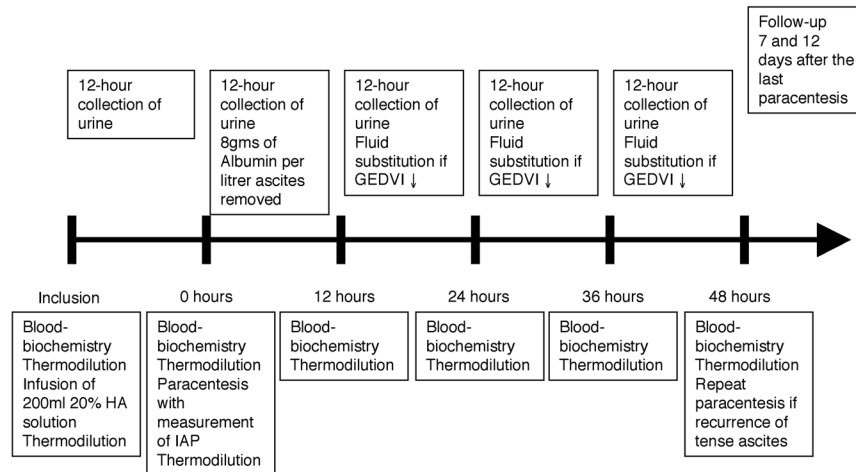 Follow-up
7 and 12
days after the
last
paracentesis
12-hour
collection of
urine
12-hour
collection of
urine
8gms of
Albumin per
litrer ascites
removed
12-hour
collection of
urine
Fluid
substitution if
GEDVI ↓
12-hour
collection of
urine
Fluid
substitution if
GEDVI ↓
12-hour
collection of
urine
Fluid
substitution if
GEDVI ↓
Inclusion
0 hours
12 hours
24 hours
36 hours
48 hours
Blood-
biochemistry
Thermodilution
Infusion of
200ml 20% HA
solution
Thermodilution
Blood-
biochemistry
Thermodilution
Paracentesis
with
measurement
of IAP
Thermodilution
Blood-
biochemistry
Thermodilution
Blood-
biochemistry
Thermodilution
Blood-
biochemistry
Thermodilution
Blood-
biochemistry
Thermodilution
Repeat
paracentesis if
recurrence of
tense ascites